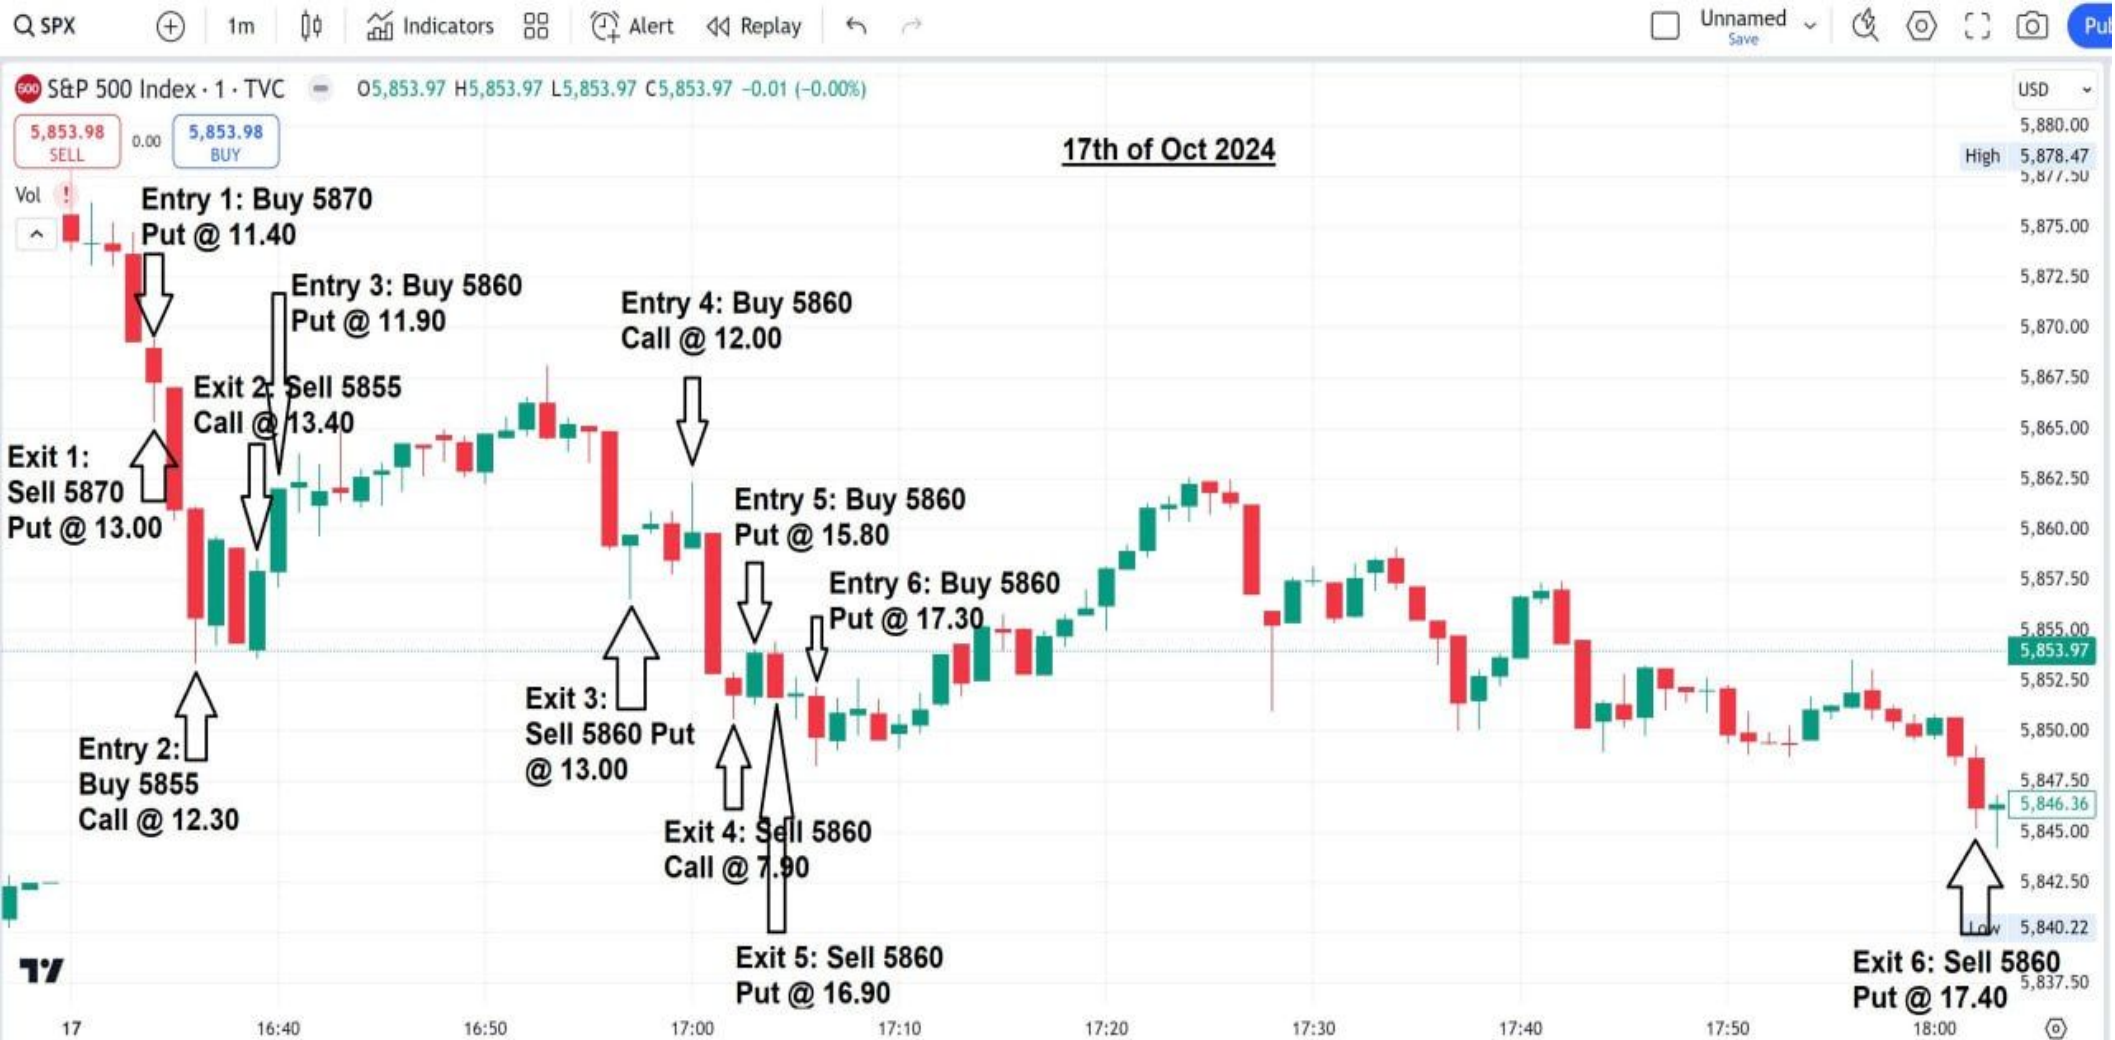 SPX
1m
Indicators
Alert
Replay
Unnamed
Save
500
S&P 500 Index · 1 · TVC
O5,853.97 H5,853.97 L5,853.97 C5,853.97 −0.01 (−0.00%)
USD
5,853.98
SELL
0.00
5,853.98
BUY
17th of Oct 2024
Vol
!
Entry 1: Buy 5870
Put @ 11.40
Entry 3: Buy 5860
Put @ 11.90
Entry 4: Buy 5860
Call @ 12.00
Exit 2: Sell 5855
Call @ 13.40
Exit 1:
Sell 5870
Put @ 13.00
Entry 5: Buy 5860
Put @ 15.80
Entry 6: Buy 5860
Put @ 17.30
Exit 3:
Sell 5860 Put
@ 13.00
Entry 2:
Buy 5855
Call @ 12.30
Exit 4: Sell 5860
Call @ 7.90
Exit 5: Sell 5860
Put @ 16.90
Exit 6: Sell 5860
Put @ 17.40
5,880.00
High 5,878.47
5,877.50
5,875.00
5,872.50
5,870.00
5,867.50
5,865.00
5,862.50
5,860.00
5,857.50
5,855.00
5,853.97
5,852.50
5,850.00
5,847.50
5,846.36
5,845.00
5,842.50
Low 5,840.22
5,837.50
17
16:40
16:50
17:00
17:10
17:20
17:30
17:40
17:50
18:00